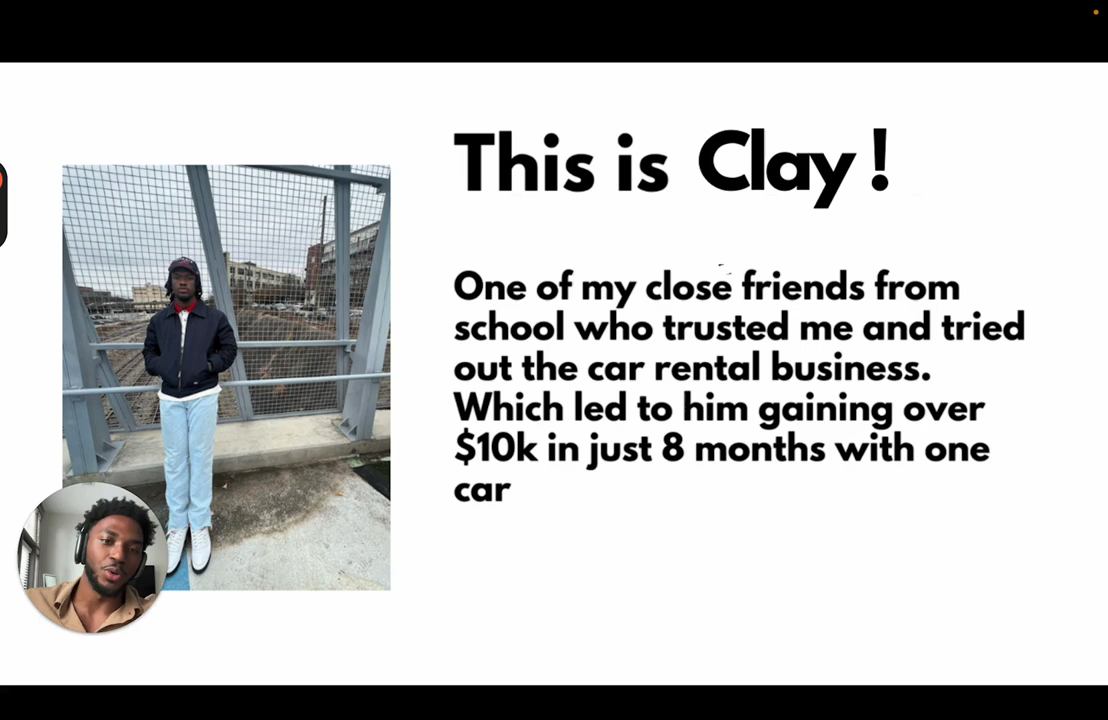 This is Clay !
One of my close friends from
school who trusted me and tried
out the car rental business.
Which led to him gaining over
$10k in just 8 months with one
car